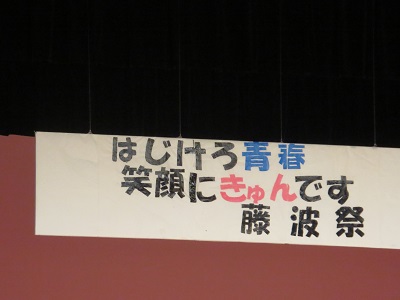 はじけろ青春
笑顔にきゅんです
藤波祭